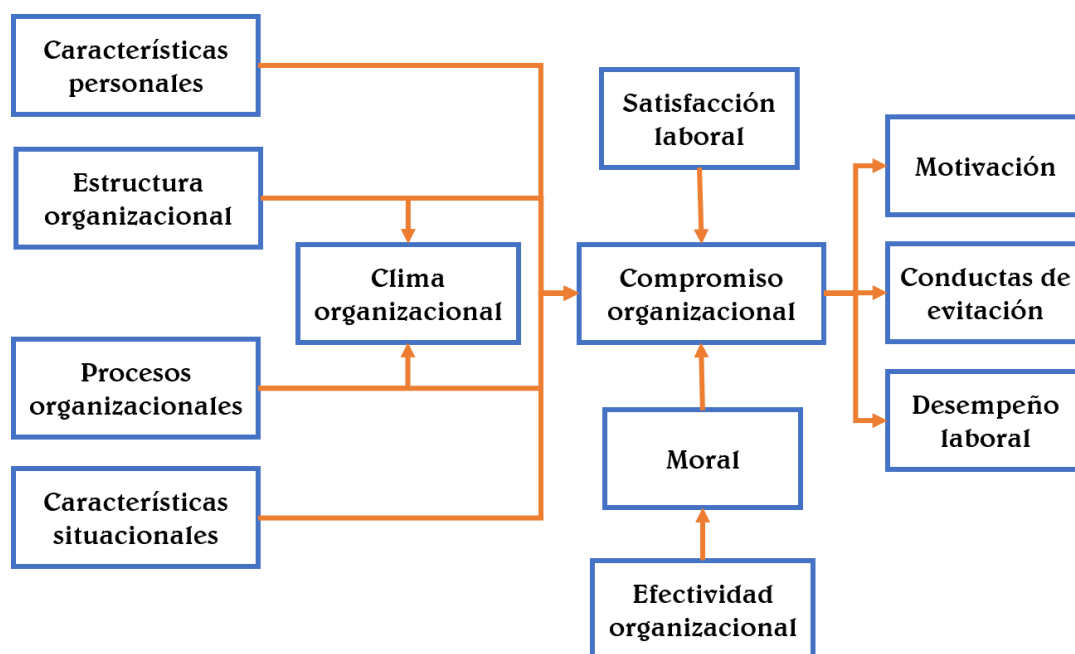 Características
personales
Estructura
organizacional
Procesos
organizacionales
Características
situacionales
Clima
organizacional
Satisfacción
laboral
Compromiso
organizacional
Moral
Efectividad
organizacional
Motivación
Conductas de
evitación
Desempeño
laboral